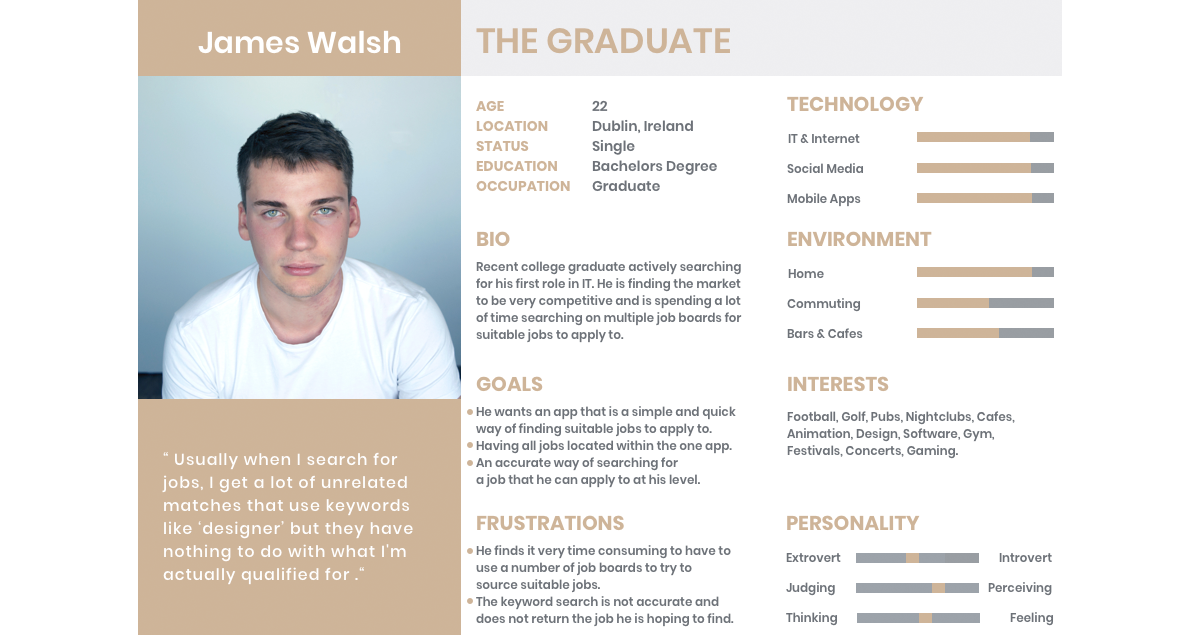 James Walsh
THE GRADUATE
“ Usually when I search for
jobs, I get a lot of unrelated
matches that use keywords
like ‘designer’ but they have
nothing to do with what I’m
actually qualified for .“
AGE 22
LOCATION Dublin, Ireland
STATUS Single
EDUCATION Bachelors Degree
OCCUPATION Graduate
BIO
Recent college graduate actively searching
for his first role in IT. He is finding the market
to be very competitive and is spending a lot
of time searching on multiple job boards for
suitable jobs to apply to.
GOALS
He wants an app that is a simple and quick
way of finding suitable jobs to apply to.
Having all jobs located within the one app.
An accurate way of searching for
a job that he can apply to at his level.
FRUSTRATIONS
He finds it very time consuming to have to
use a number of job boards to try to
source suitable jobs.
The keyword search is not accurate and
does not return the job he is hoping to find.
TECHNOLOGY
IT & Internet
Social Media
Mobile Apps
ENVIRONMENT
Home
Commuting
Bars & Cafes
INTERESTS
Football, Golf, Pubs, Nightclubs, Cafes,
Animation, Design, Software, Gym,
Festivals, Concerts, Gaming.
PERSONALITY
Extrovert Introvert
Judging Perceiving
Thinking Feeling